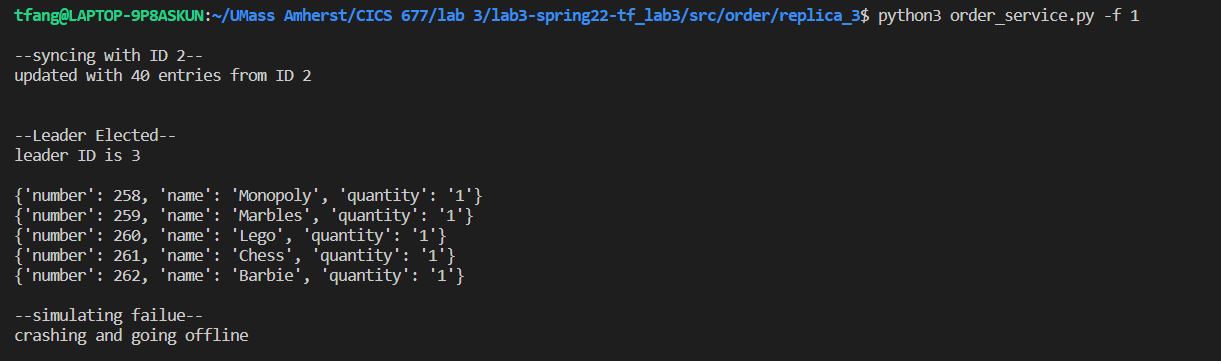 tfang@LAPTOP-9P8ASKUN:~/UMass Amherst/CICS 677/lab 3/lab3-spring22-tf_lab3/src/order/replica_3$ python3 order_service.py -f 1
--syncing with ID 2--
updated with 40 entries from ID 2
--Leader Elected--
leader ID is 3
{'number': 258, 'name': 'Monopoly', 'quantity': '1'}
{'number': 259, 'name': 'Marbles', 'quantity': '1'}
{'number': 260, 'name': 'Lego', 'quantity': '1'}
{'number': 261, 'name': 'Chess', 'quantity': '1'}
{'number': 262, 'name': 'Barbie', 'quantity': '1'}
--simulating failue--
crashing and going offline